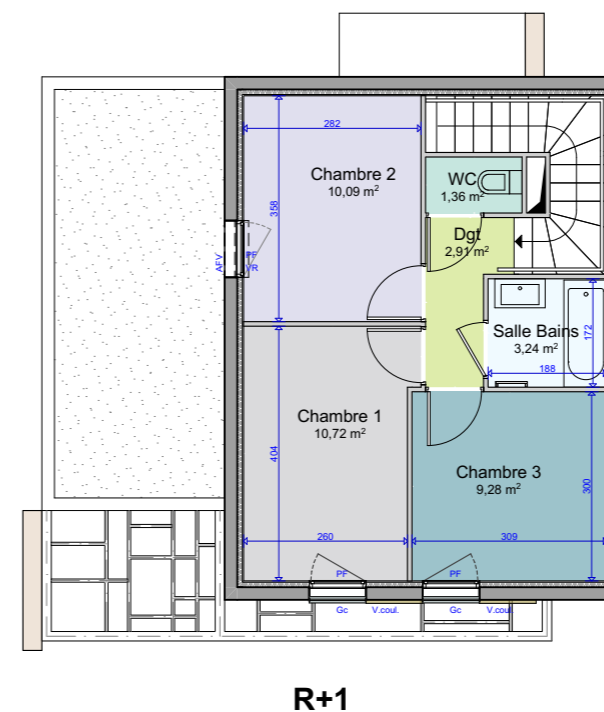 282
Chambre 2
10,09 m²
358
WC
1,36 m²
Dgt
2,91 m²
AFV
PF
VR
Salle Bains
3,24 m²
172
188
Chambre 1
10,72 m²
404
260
Chambre 3
9,28 m²
300
309
PF
PF
Gc
V.coul.
Gc
V.coul.
R+1